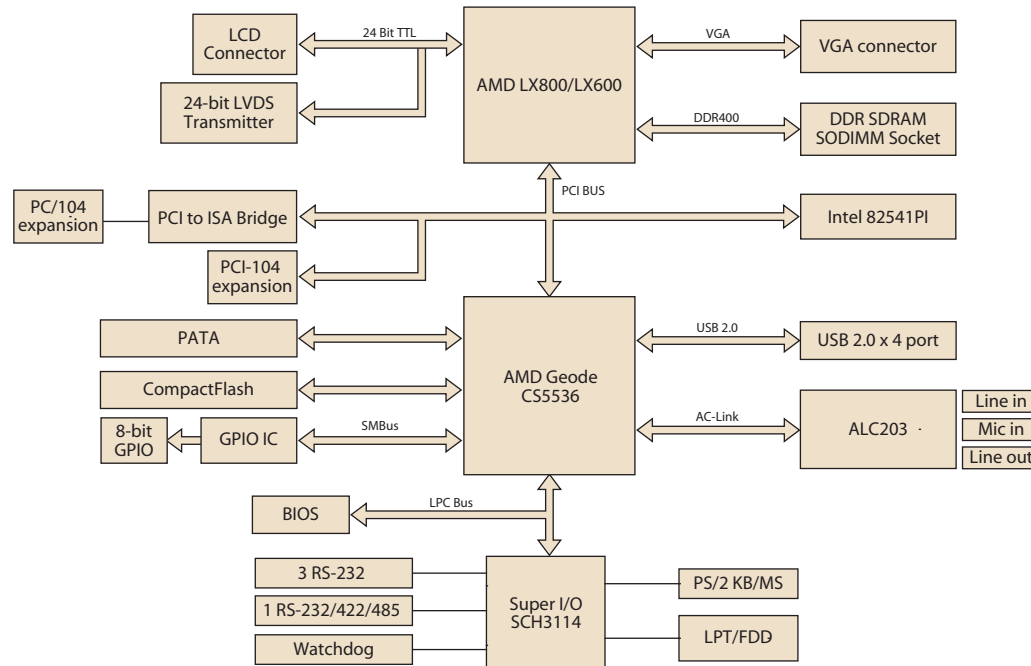 LCD
Connector
24 Bit TTL
AMD LX800/LX600
VGA
VGA connector
24-bit LVDS
Transmitter
DDR400
DDR SDRAM
SODIMM Socket
PCI BUS
PC/104
expansion
PCI to ISA Bridge
Intel 82541PI
PCI-104
expansion
PATA
AMD Geode
CS5536
USB 2.0
USB 2.0 x 4 port
CompactFlash
8-bit
GPIO
GPIO IC
SMBus
AC-Link
ALC203
Line in
Mic in
Line out
BIOS
LPC Bus
3 RS-232
1 RS-232/422/485
Watchdog
Super I/O
SCH3114
PS/2 KB/MS
LPT/FDD